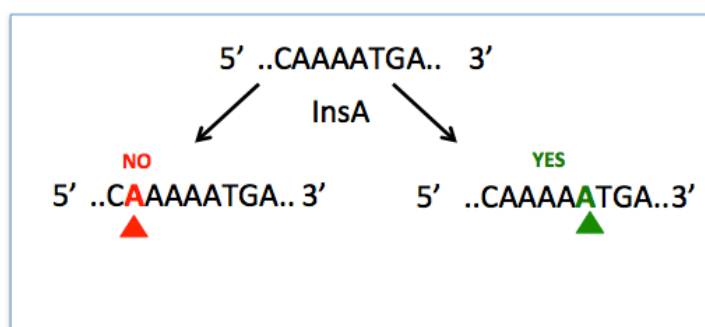 5’ ..CAAAATGA.. 3’
InsA
NO
YES
5’ ..CAAAAATGA.. 3’
5’ ..CAAAAATGA..3’